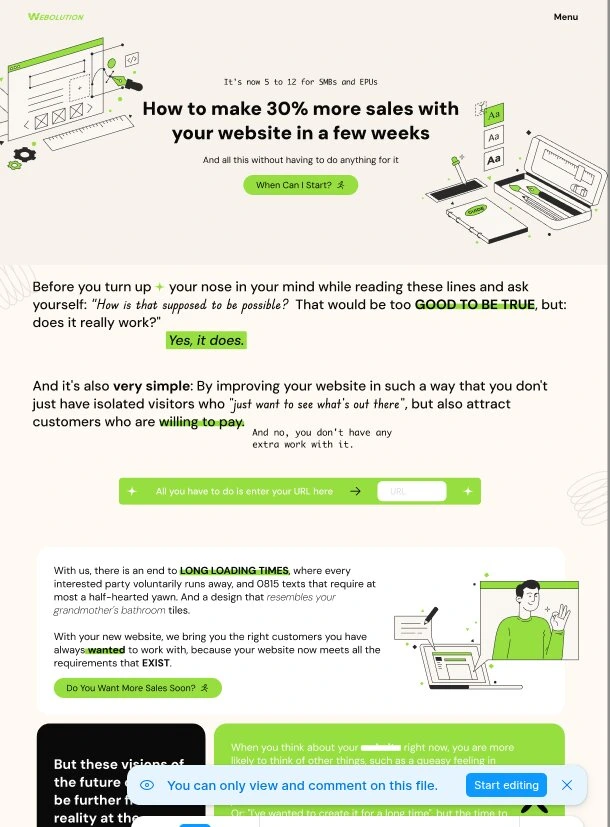 WEBOLUTION
Menu
It's now 5 to 12 for SMBs and EPUs
How to make 30% more sales with
your website in a few weeks
And all this without having to do anything for it
When Can I Start?
Aa
Aa
Aa
GUIDE
Before you turn up your nose in your mind while reading these lines and ask
yourself: "How is that supposed to be possible? That would be too GOOD TO BE TRUE, but:
does it really work?"
Yes, it does.
And it's also very simple: By improving your website in such a way that you don't
just have isolated visitors who "just want to see what's out there", but also attract
customers who are willing to pay.
And no, you don't have any
extra work with it.
All you have to do is enter your URL here
URL
With us, there is an end to LONG LOADING TIMES, where every
interested party voluntarily runs away, and 0815 texts that require at
most a half-hearted yawn. And a design that resembles your
grandmother's bathroom tiles.
With your new website, we bring you the right customers you have
always wanted to work with, because your website now meets all the
requirements that EXIST.
Do You Want More Sales Soon?
But these visions of
the future
be further
reality at the
When you think about your right now, you are more
likely to think of other things, such as a queasy feeling in
Or: "I've wanted to create it for a long time", but the time to
You can only view and comment on this file.
Start editing